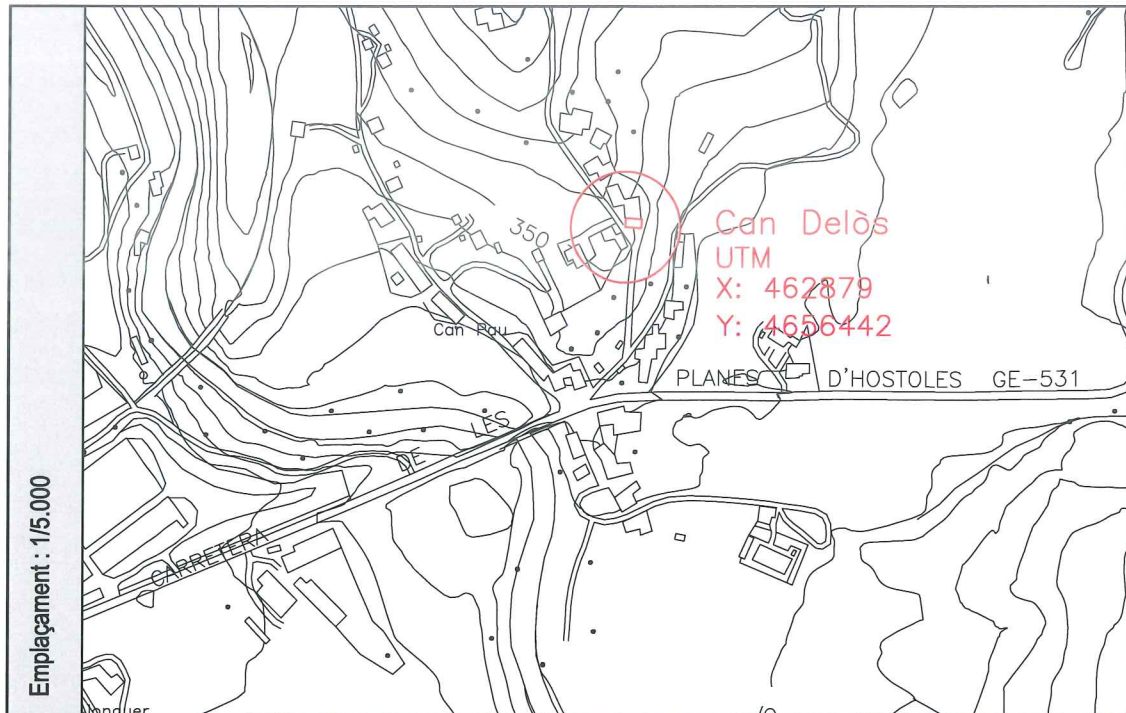 Emplaçament : 1/5.000
350
Can Delòs
UTM
X: 462879
Y: 4656442
Can Pau
CARRETERA DE LES PLANES D'HOSTOLES GE-531